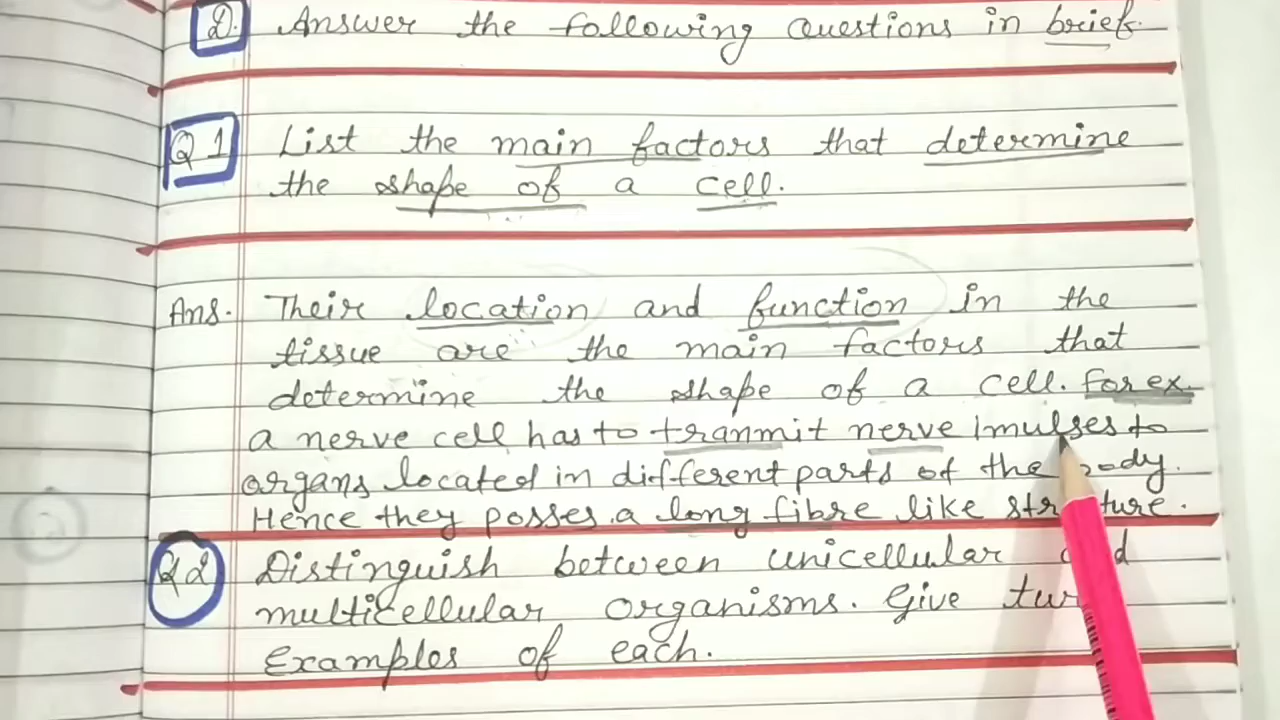 D. Answer the following Questions in brief.
Q1 List the main factors that determine
the shape of a cell.
Ans. Their location and function in the
tissue are the main factors that
determine the shape of a cell. For ex.
a nerve cell has to tranmit nerve Imulses to
organs located in different parts of the body.
Hence they posses a long fibre like structure.
Q2 Distinguish between unicellular and
multicellular organisms. Give two
Examples of each.